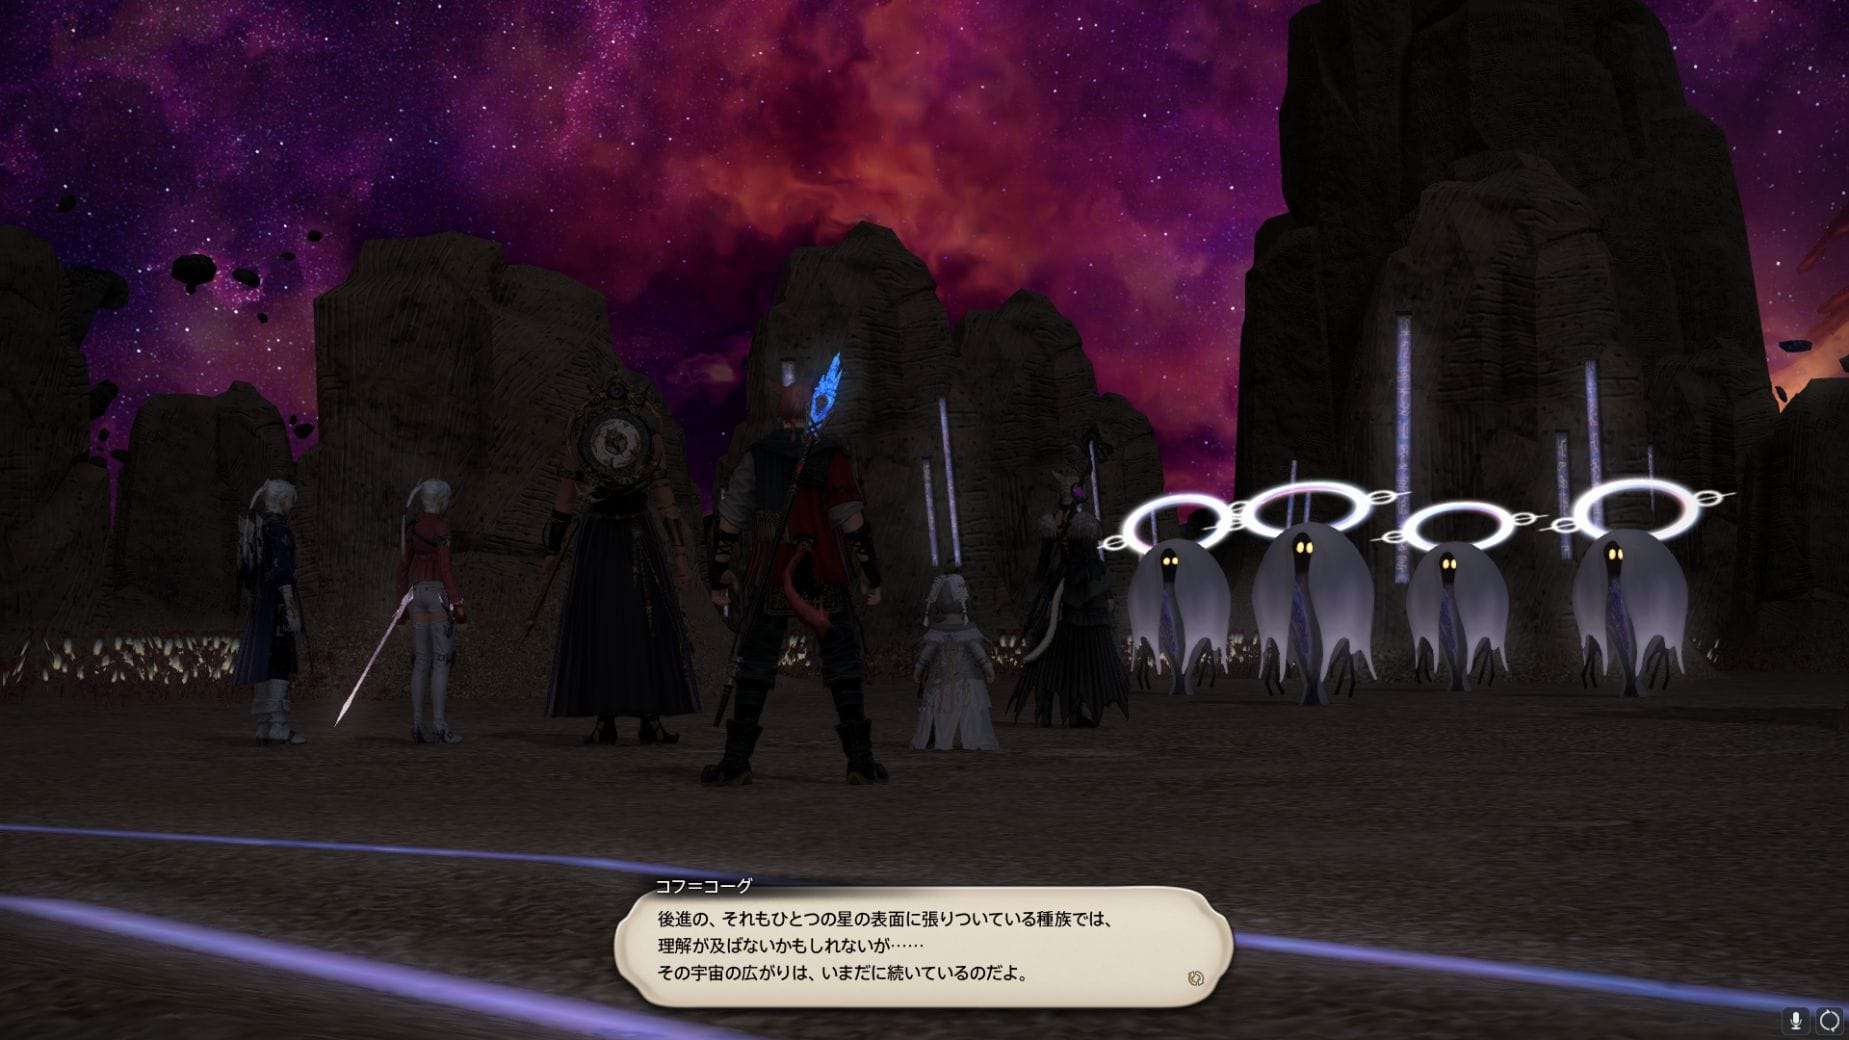 コフ＝コーグ
後進の、それもひとつの星の表面に張りついている種族では、
理解が及ばないかもしれないが……
その宇宙の広がりは、いまだに続いているのだよ。